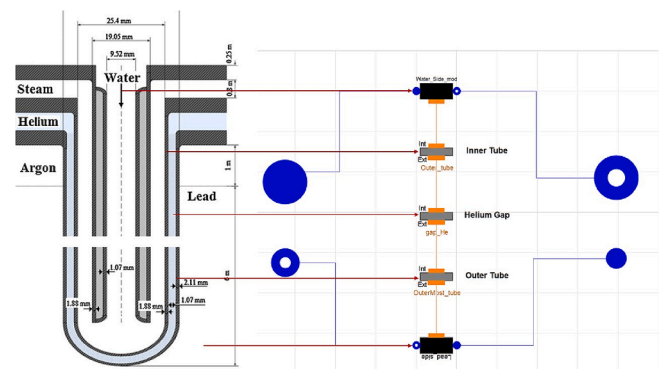 25.4 mm
19.05 mm
9.52 mm
0.25 m
Water
Steam
0.3 m
Helium
Argon
1 m
Lead
1.07 mm
2.11 mm
6 m
1.88 mm
1.88 mm
1.07 mm
Water_Side_mod
Int
Ext
Inner Tube
Outer_tube
Int
Ext
Helium Gap
gap_He
Int
Ext
Outer Tube
OuterMost_tube
Lead_side